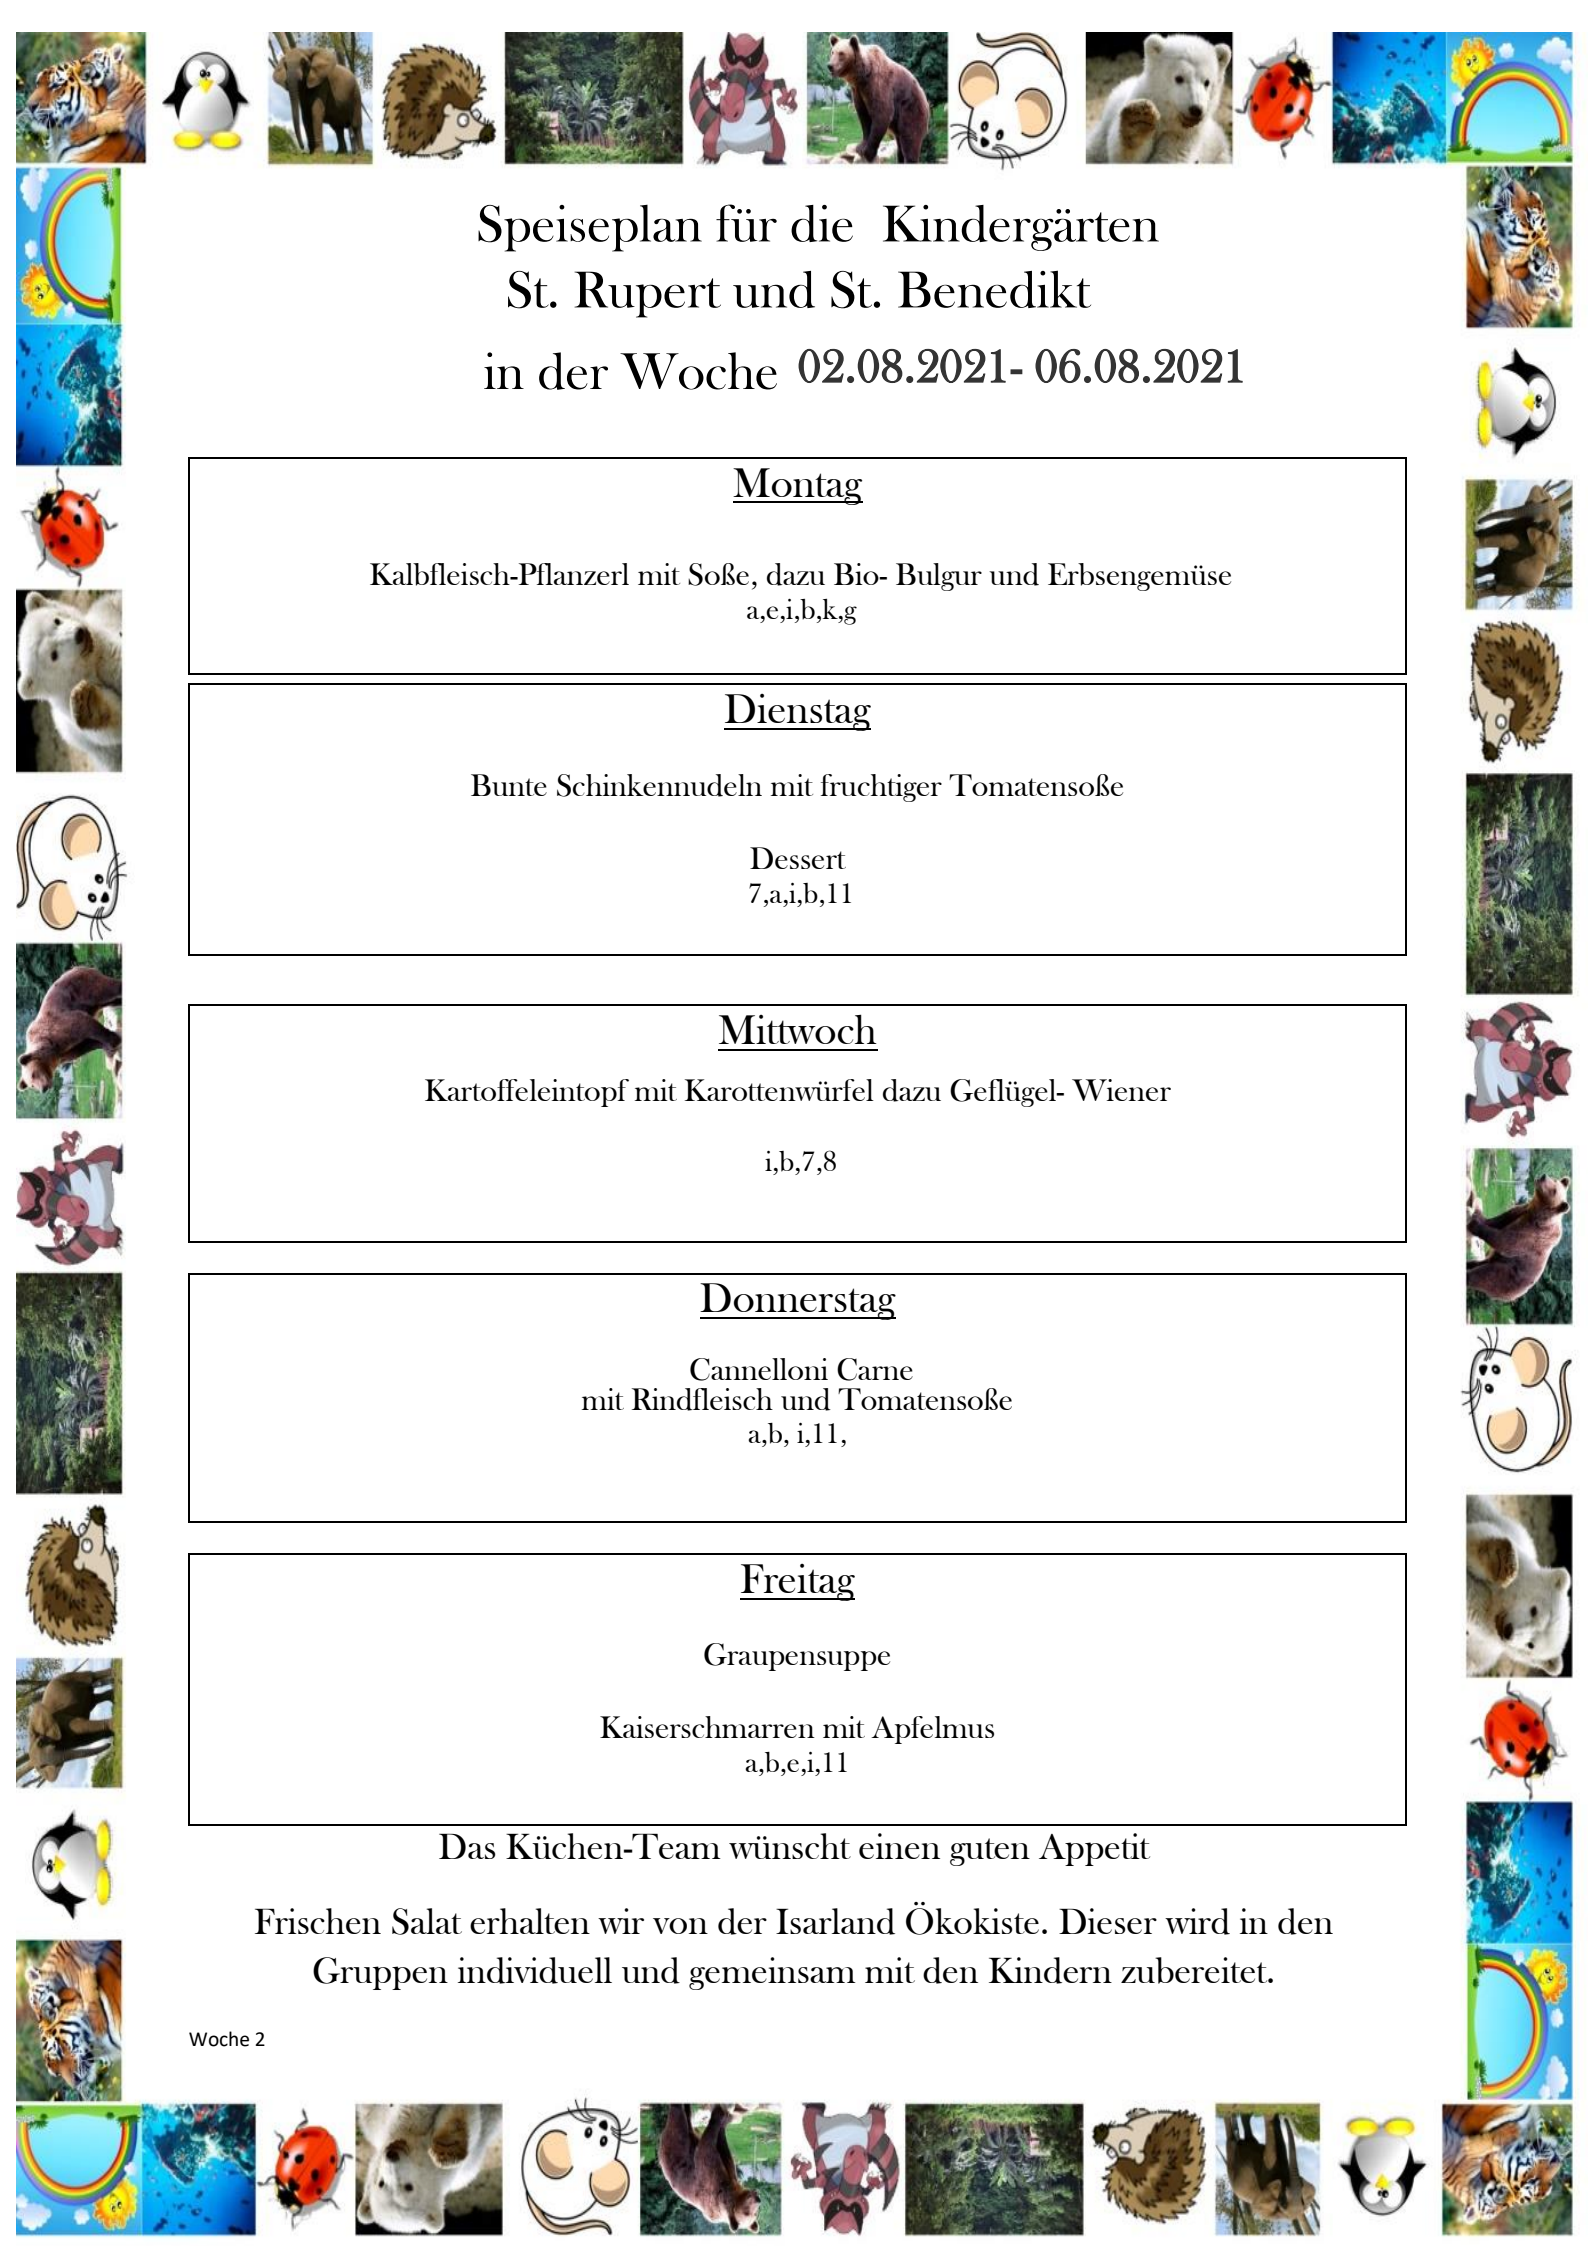 Speiseplan für die  Kindergärten
St. Rupert und St. Benedikt
in der Woche 02.08.2021- 06.08.2021
Montag
Kalbfleisch-Pflanzerl mit Soße, dazu Bio- Bulgur und Erbsengemüse
a,e,i,b,k,g
Dienstag
Bunte Schinkennudeln mit fruchtiger Tomatensoße
Dessert
7,a,i,b,11
Mittwoch
Kartoffeleintopf mit Karottenwürfel dazu Geflügel- Wiener
i,b,7,8
Donnerstag
Cannelloni Carne
mit Rindfleisch und Tomatensoße
a,b, i,11,
Freitag
Graupensuppe
Kaiserschmarren mit Apfelmus
a,b,e,i,11
Das Küchen-Team wünscht einen guten Appetit
Frischen Salat erhalten wir von der Isarland Ökokiste. Dieser wird in den
Gruppen individuell und gemeinsam mit den Kindern zubereitet.
Woche 2